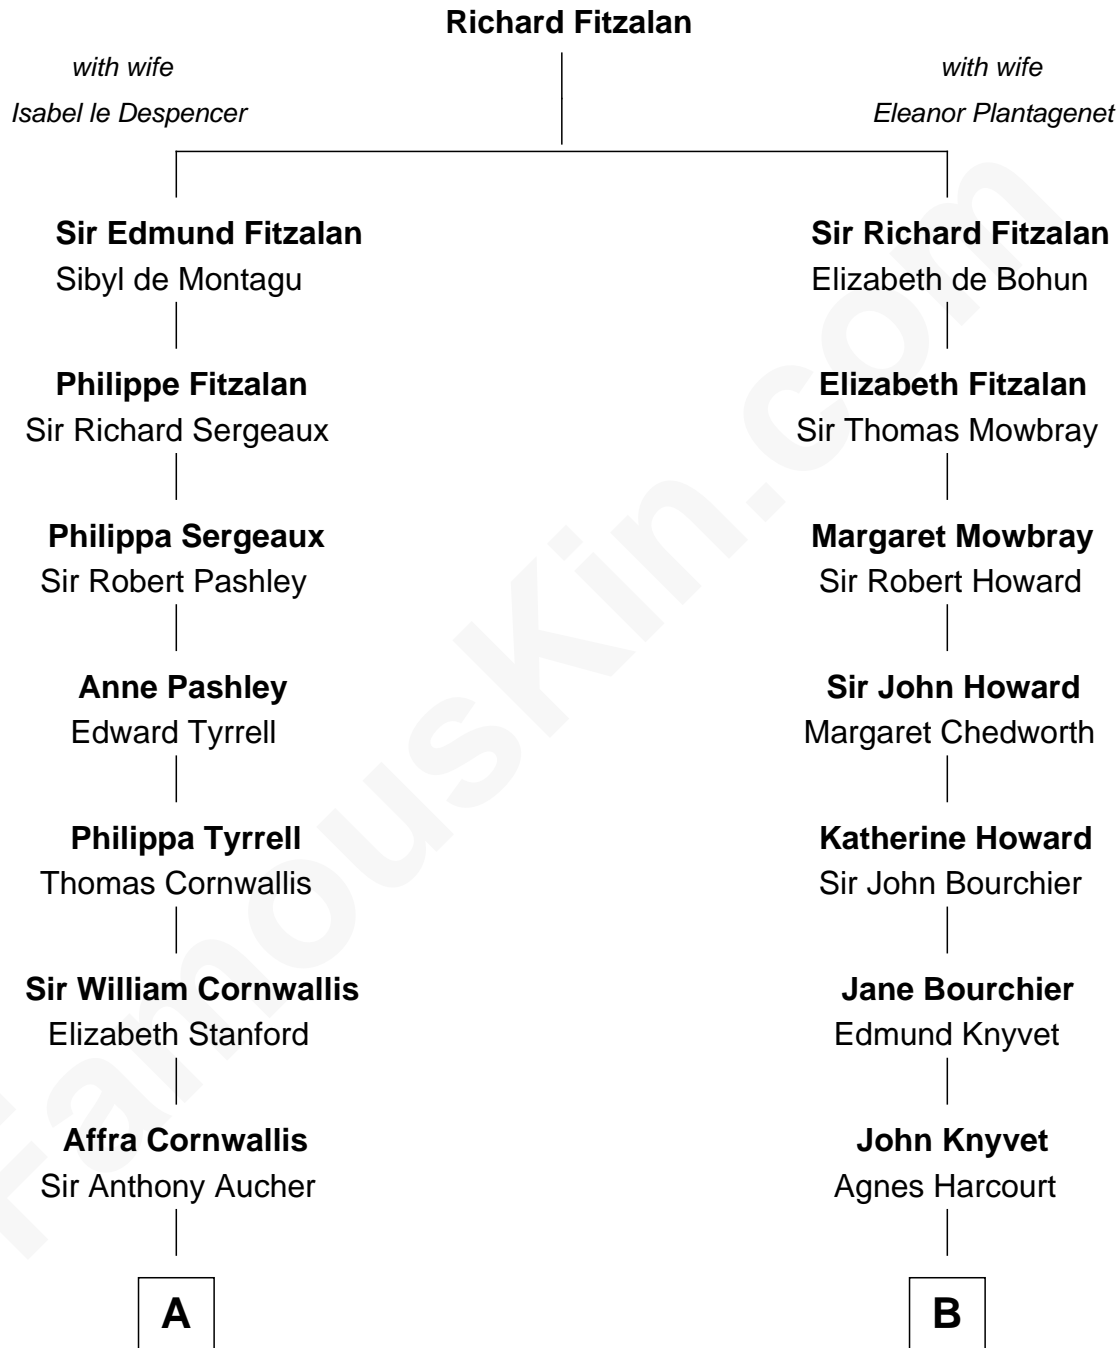 Richard Fitzalan
with wife
Isabel le Despencer
with wife
Eleanor Plantagenet
Sir Edmund Fitzalan
Sibyl de Montagu
Sir Richard Fitzalan
Elizabeth de Bohun
Philippe Fitzalan
Sir Richard Sergeaux
Elizabeth Fitzalan
Sir Thomas Mowbray
Philippa Sergeaux
Sir Robert Pashley
Margaret Mowbray
Sir Robert Howard
Anne Pashley
Edward Tyrrell
Sir John Howard
Margaret Chedworth
Philippa Tyrrell
Thomas Cornwallis
Katherine Howard
Sir John Bourchier
Sir William Cornwallis
Elizabeth Stanford
Jane Bourchier
Edmund Knyvet
Affra Cornwallis
Sir Anthony Aucher
John Knyvet
Agnes Harcourt
A
B
FamousKin.com